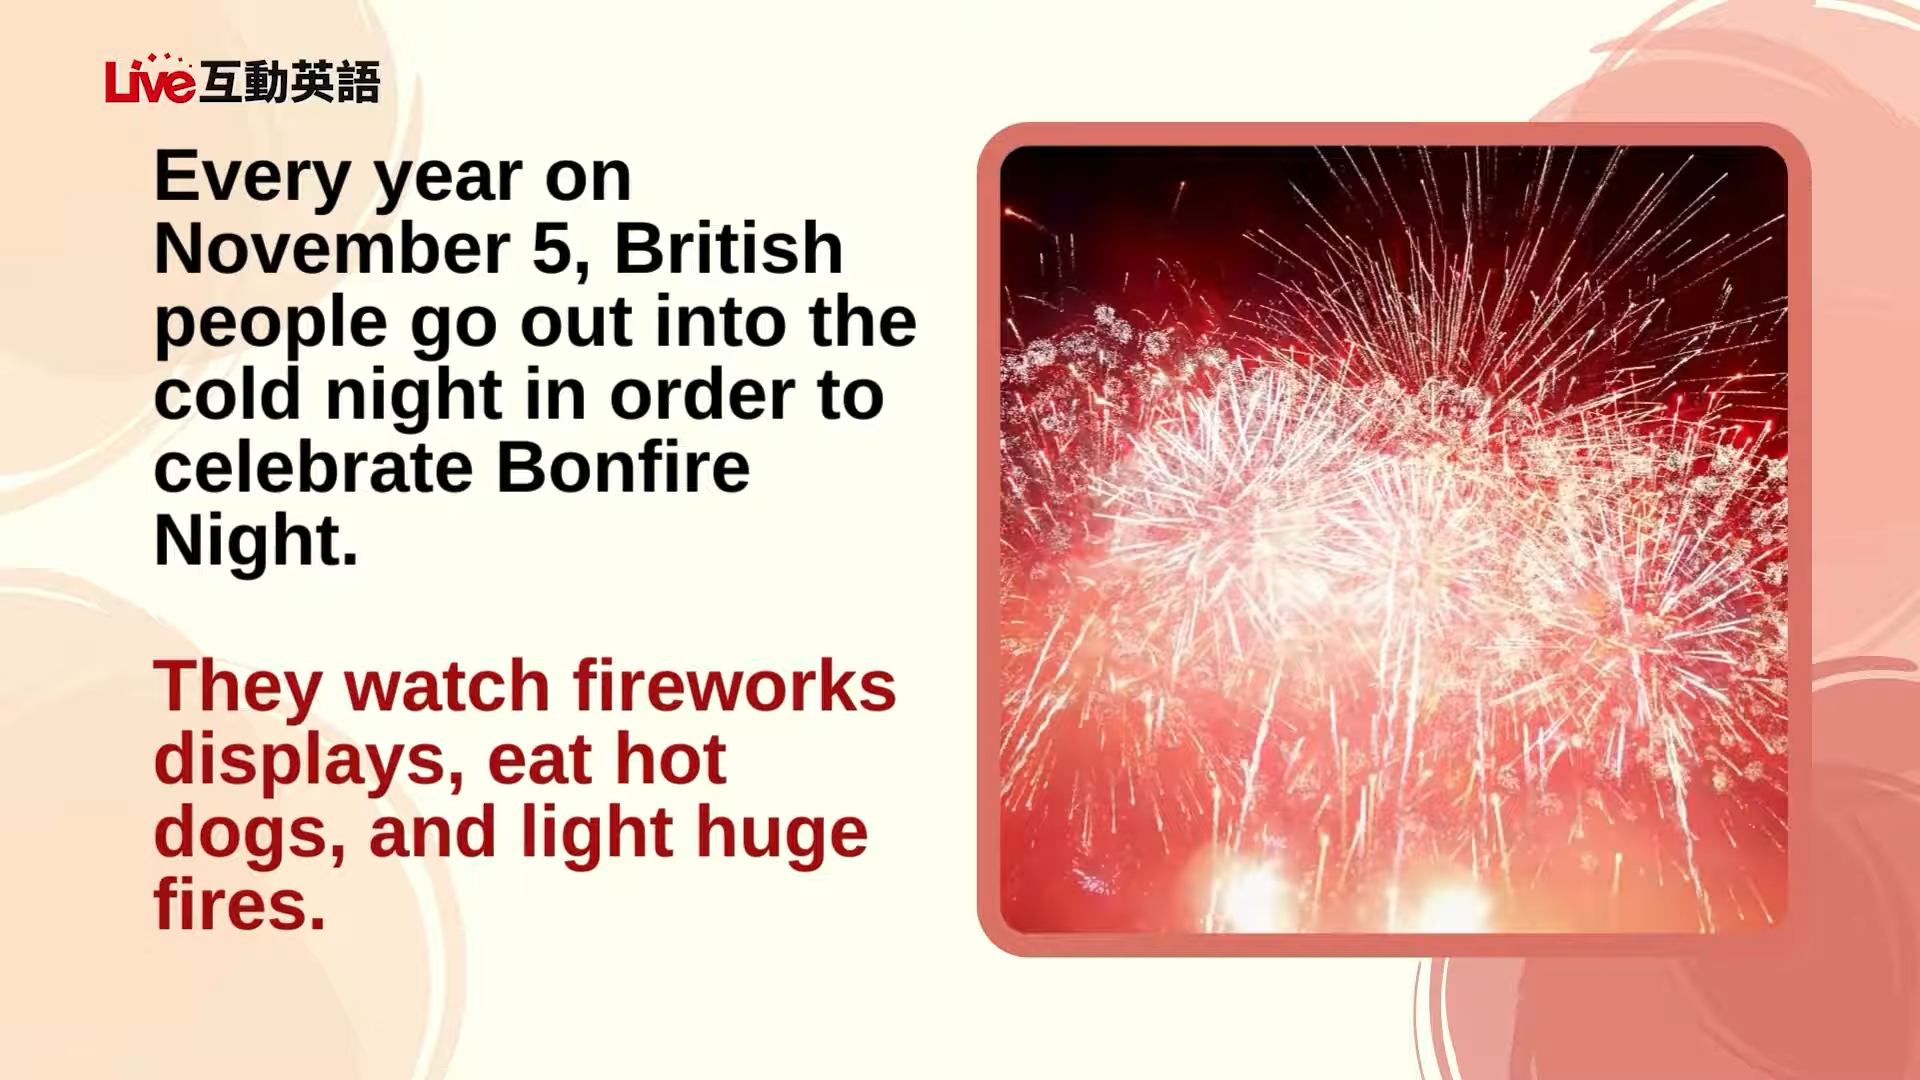 Live互動英語
Every year on
November 5, British
people go out into the
cold night in order to
celebrate Bonfire
Night.
They watch fireworks
displays, eat hot
dogs, and light huge
fires.